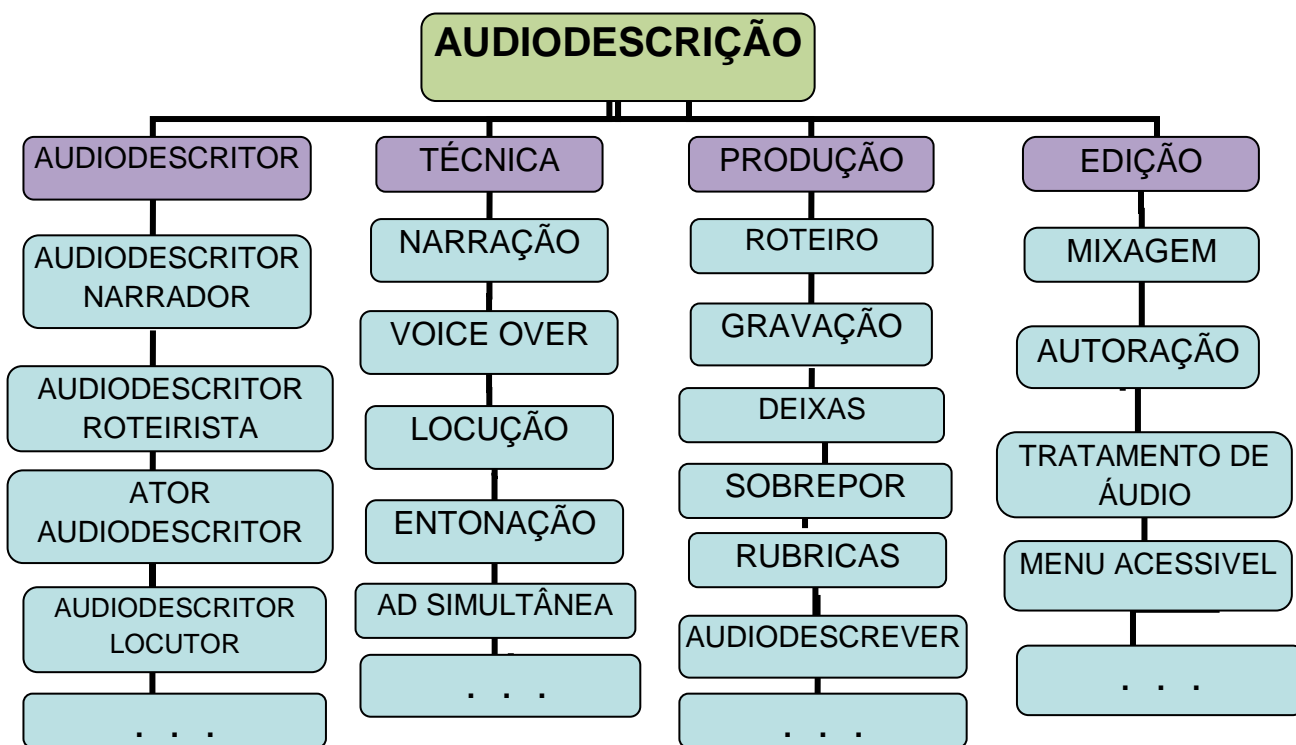 AUDIODESCRIÇÃO
AUDIODESCRITOR
AUDIODESCRITOR
NARRADOR
AUDIODESCRITOR
ROTEIRISTA
ATOR
AUDIODESCRITOR
AUDIODESCRITOR
LOCUTOR
. . .
TÉCNICA
NARRAÇÃO
VOICE OVER
LOCUÇÃO
ENTONAÇÃO
AD SIMULTÂNEA
. . .
PRODUÇÃO
ROTEIRO
GRAVAÇÃO
DEIXAS
SOBREPOR
RUBRICAS
AUDIODESCREVER
. . .
EDIÇÃO
MIXAGEM
AUTORAÇÃO
TRATAMENTO DE
ÁUDIO
MENU ACESSIVEL
. . .